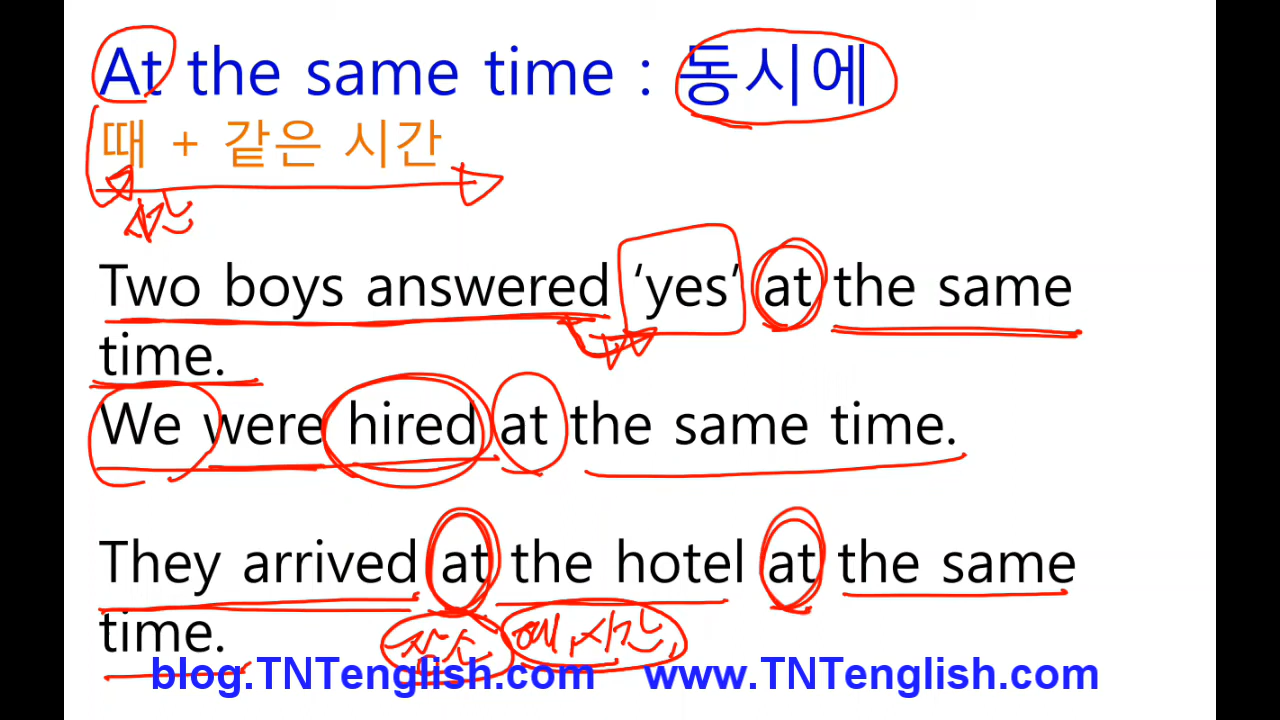 At the same time : 동시에
때 + 같은 시간
Two boys answered ‘yes’ at the same
time.
We were hired at the same time.
They arrived at the hotel at the same
time.
장소 때, 시간,
blog.TNTenglish.com www.TNTenglish.com